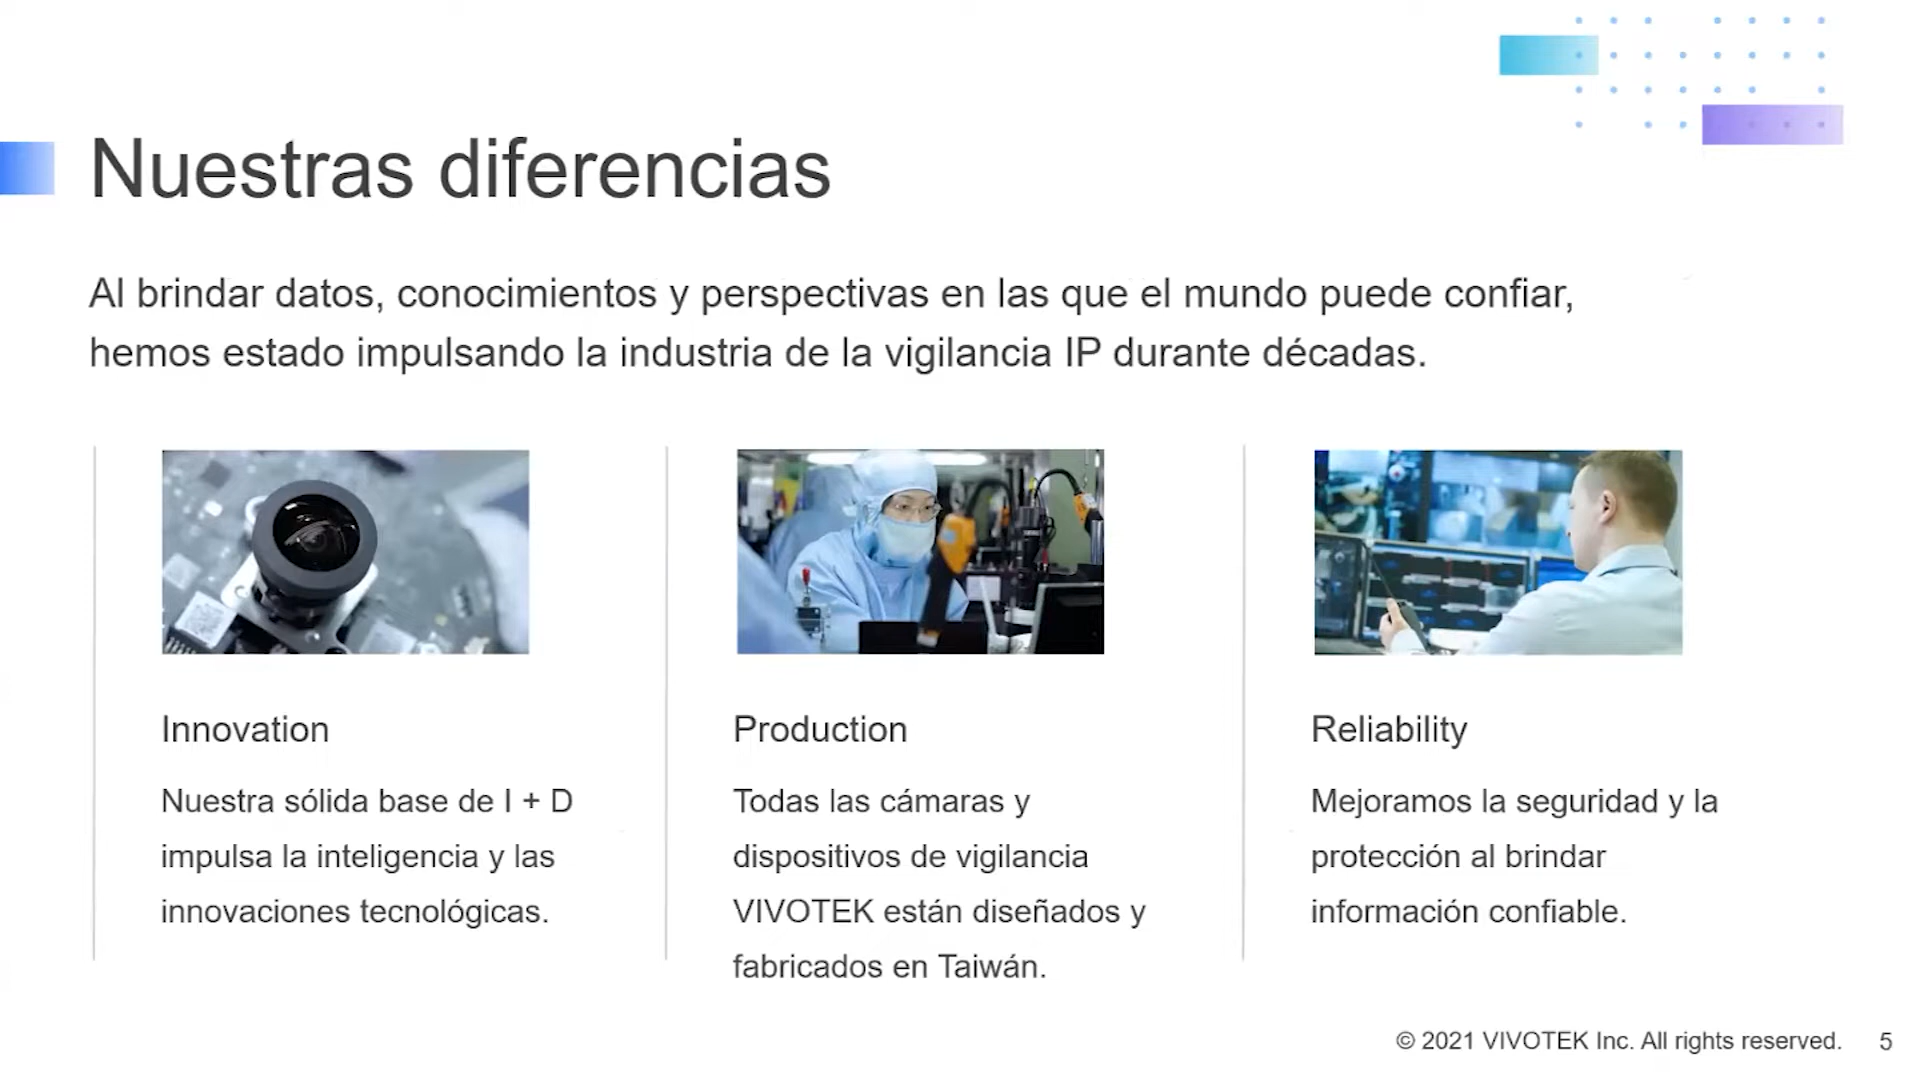 Nuestras diferencias
Al brindar datos, conocimientos y perspectivas en las que el mundo puede confiar,
hemos estado impulsando la industria de la vigilancia IP durante décadas.
Innovation
Nuestra sólida base de I + D
impulsa la inteligencia y las
innovaciones tecnológicas.
Production
Todas las cámaras y
dispositivos de vigilancia
VIVOTEK están diseñados y
fabricados en Taiwán.
Reliability
Mejoramos la seguridad y la
protección al brindar
información confiable.
© 2021 VIVOTEK Inc. All rights reserved. 5